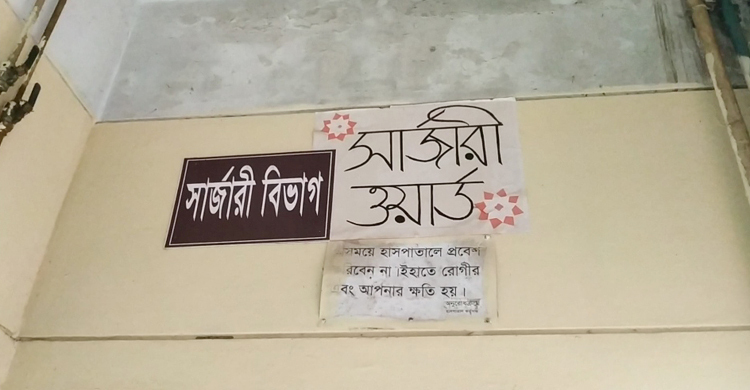 সার্জারী বিভাগ
সার্জারী
ওয়ার্ড
সময়ে হাসপাতালে প্রবেশ
রবেন না।ইহাতে রোগীর
বং আপনার ক্ষতি হয়।